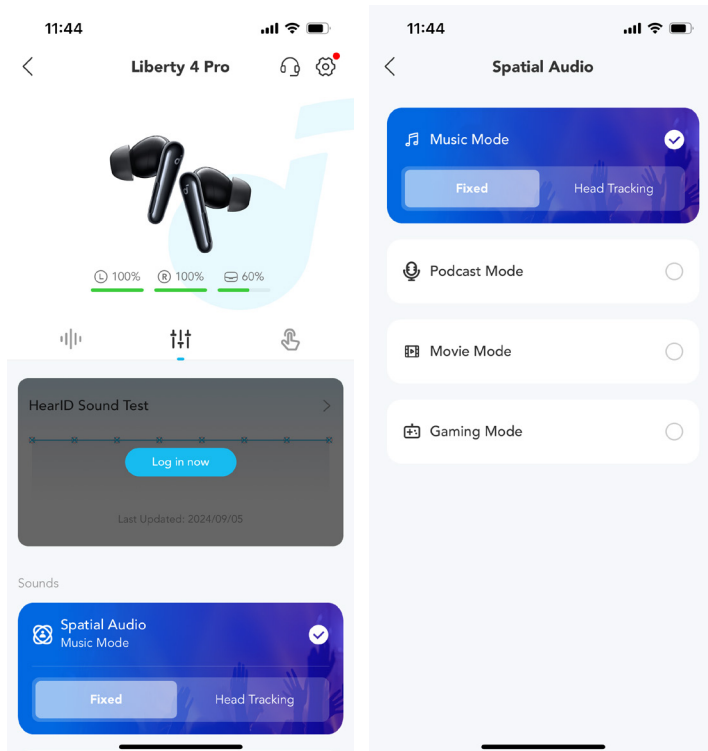 11:44
Liberty 4 Pro
L 100% R 100% 60%
HearID Sound Test
Log in now
Last Updated: 2024/09/05
Sounds
Spatial Audio
Music Mode
Fixed Head Tracking
11:44
Spatial Audio
Music Mode
Fixed Head Tracking
Podcast Mode
Movie Mode
Gaming Mode